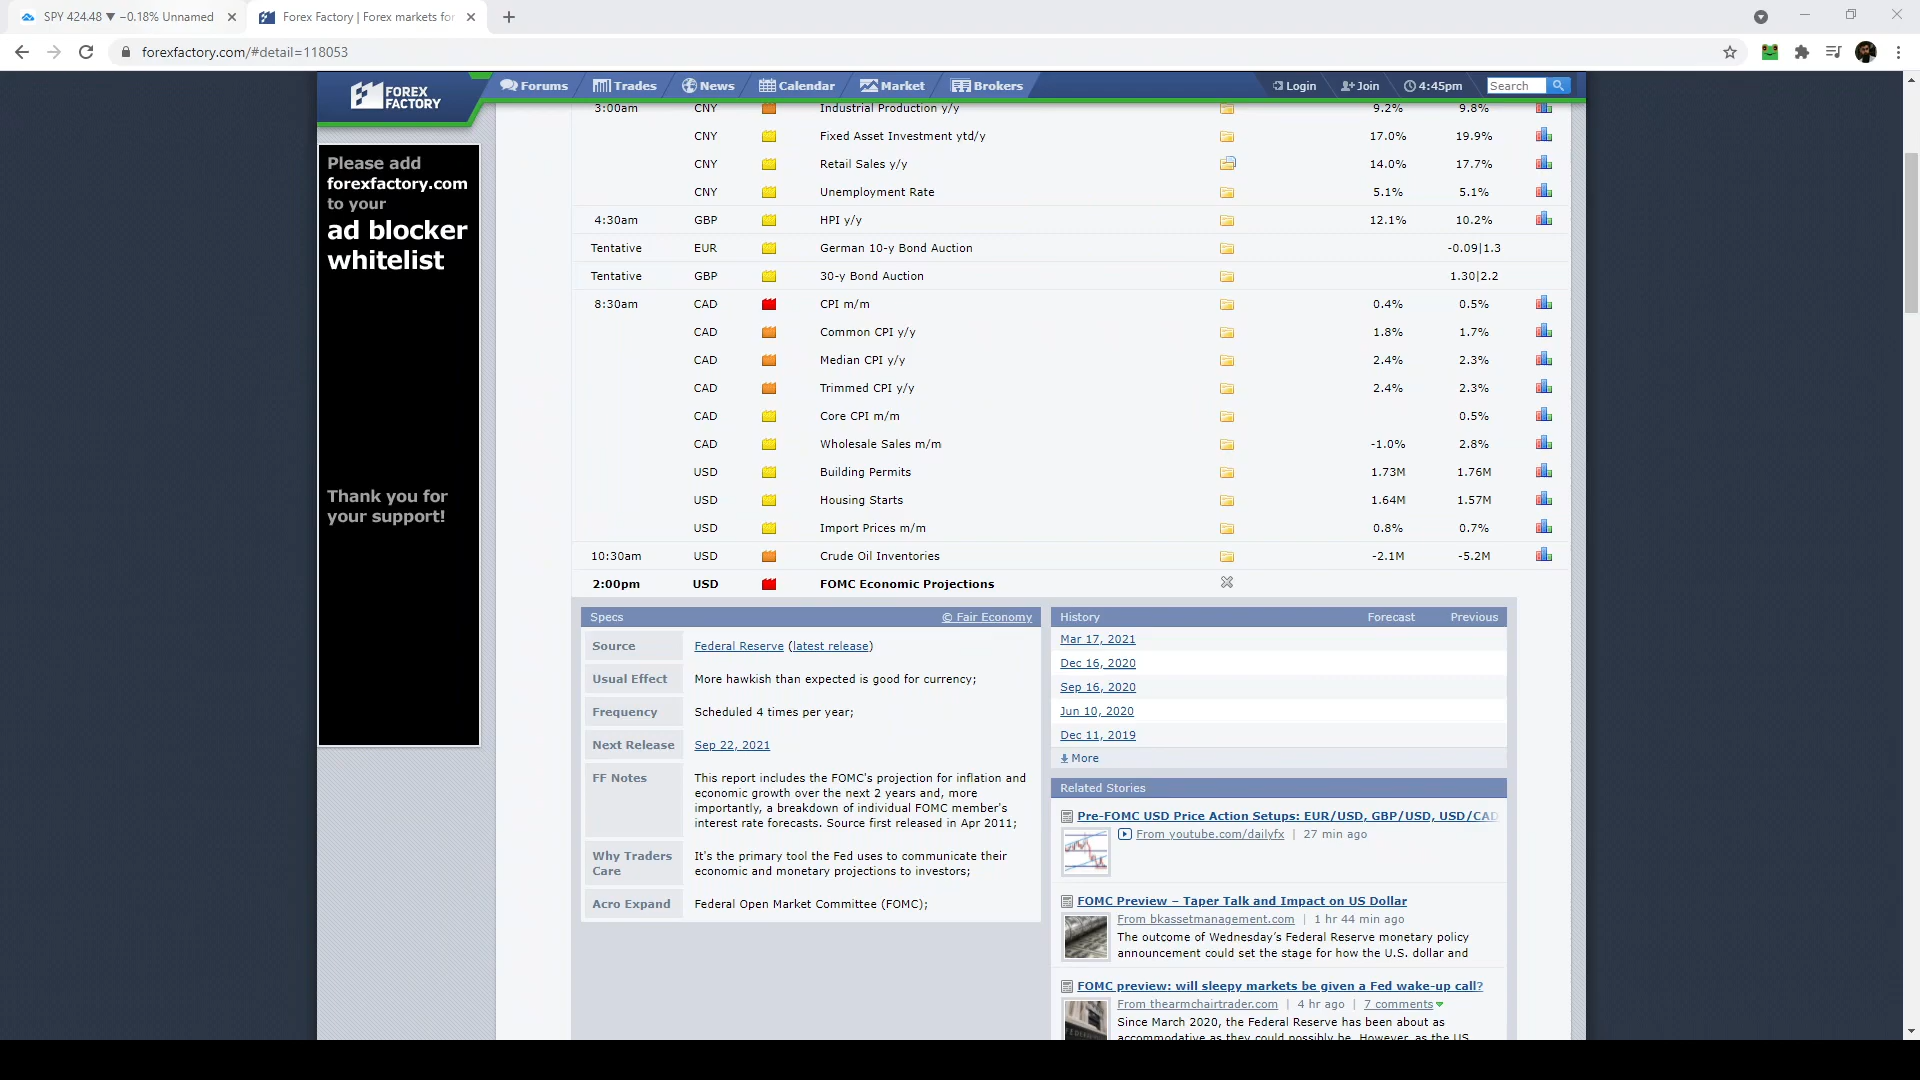 SPY 424.48 ▼ −0.18% Unnamed
Forex Factory | Forex markets for
forexfactory.com/#detail=118053
FOREX
FACTORY
Forums
Trades
News
Calendar
Market
Brokers
Login
Join
4:45pm
Search
Please add
forexfactory.com
to your
ad blocker
whitelist
Thank you for
your support!
3:00am CNY Industrial Production y/y 9.2% 9.8%
CNY Fixed Asset Investment ytd/y 17.0% 19.9%
CNY Retail Sales y/y 14.0% 17.7%
CNY Unemployment Rate 5.1% 5.1%
4:30am GBP HPI y/y 12.1% 10.2%
Tentative EUR German 10-y Bond Auction -0.09|1.3
Tentative GBP 30-y Bond Auction 1.30|2.2
8:30am CAD CPI m/m 0.4% 0.5%
CAD Common CPI y/y 1.8% 1.7%
CAD Median CPI y/y 2.4% 2.3%
CAD Trimmed CPI y/y 2.4% 2.3%
CAD Core CPI m/m 0.5%
CAD Wholesale Sales m/m -1.0% 2.8%
USD Building Permits 1.73M 1.76M
USD Housing Starts 1.64M 1.57M
USD Import Prices m/m 0.8% 0.7%
10:30am USD Crude Oil Inventories -2.1M -5.2M
2:00pm USD FOMC Economic Projections
Specs © Fair Economy
Source Federal Reserve (latest release)
Usual Effect More hawkish than expected is good for currency;
Frequency Scheduled 4 times per year;
Next Release Sep 22, 2021
FF Notes This report includes the FOMC's projection for inflation and
economic growth over the next 2 years and, more
importantly, a breakdown of individual FOMC member's
interest rate forecasts. Source first released in Apr 2011;
Why Traders Care It's the primary tool the Fed uses to communicate their
economic and monetary projections to investors;
Acro Expand Federal Open Market Committee (FOMC);
History Forecast Previous
Mar 17, 2021
Dec 16, 2020
Sep 16, 2020
Jun 10, 2020
Dec 11, 2019
More
Related Stories
Pre-FOMC USD Price Action Setups: EUR/USD, GBP/USD, USD/CAD
From youtube.com/dailyfx | 27 min ago
FOMC Preview – Taper Talk and Impact on US Dollar
From bkassetmanagement.com | 1 hr 44 min ago
The outcome of Wednesday's Federal Reserve monetary policy
announcement could set the stage for how the U.S. dollar and
FOMC preview: will sleepy markets be given a Fed wake-up call?
From thearmchairtrader.com | 4 hr ago | 7 comments
Since March 2020, the Federal Reserve has been about as
accommodative as they could possibly be. However, as the US